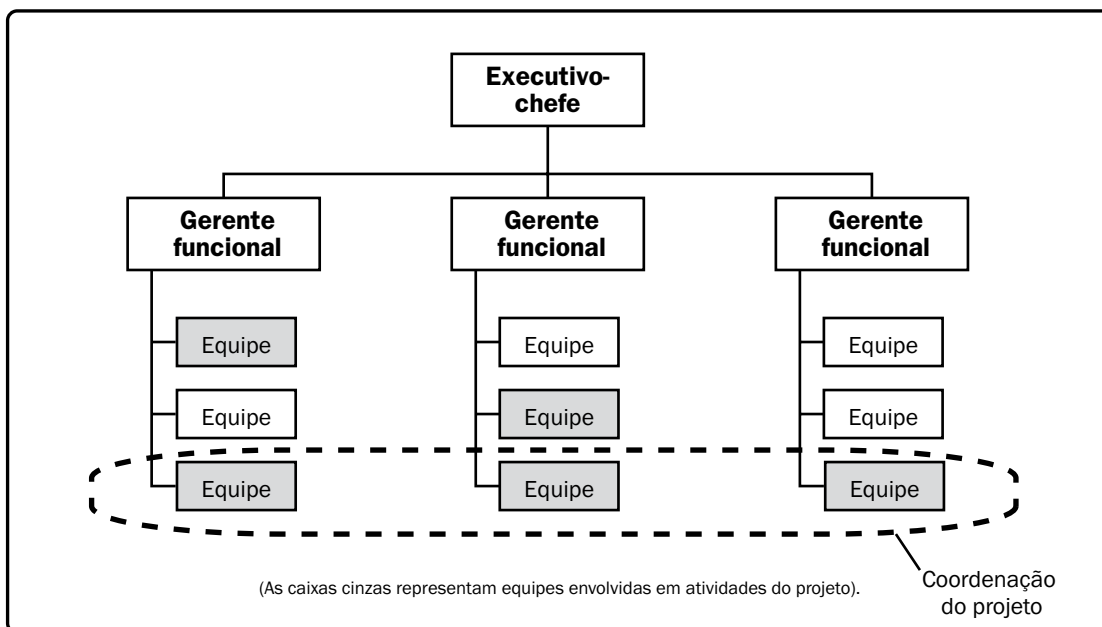 Executivo-
chefe
Gerente
funcional
Gerente
funcional
Gerente
funcional
Equipe
Equipe
Equipe
Equipe
Equipe
Equipe
Equipe
Equipe
Equipe
(As caixas cinzas representam equipes envolvidas em atividades do projeto).
Coordenação
do projeto